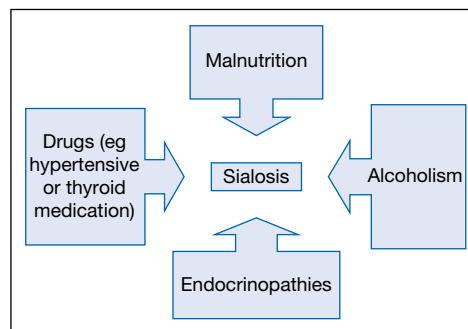 Malnutrition
Drugs (eg
hypertensive
or thyroid
medication)
Sialosis
Alcoholism
Endocrinopathies